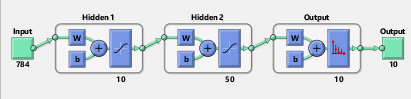 Input
784
Hidden 1
W
b
+
10
Hidden 2
W
b
+
50
Output
W
b
+
10
Output
10